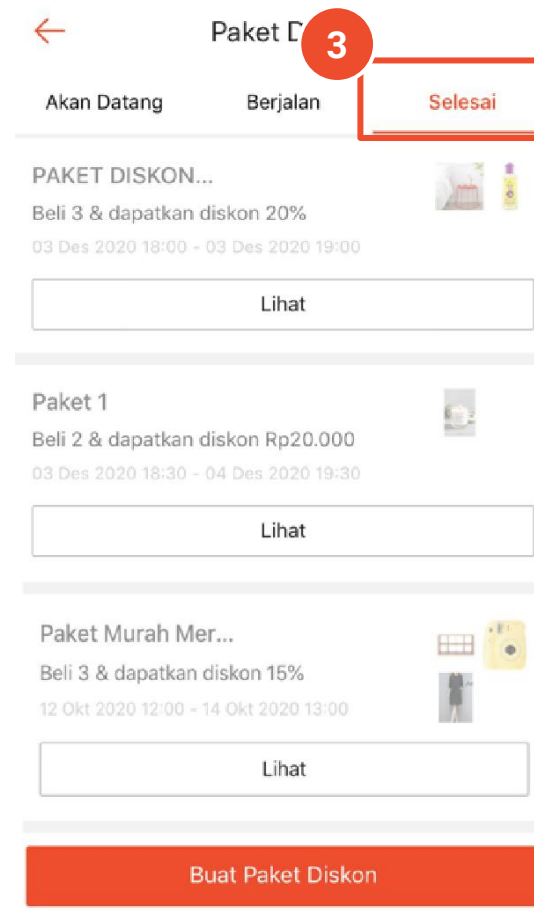 Paket D
3
Akan Datang Berjalan Selesai
PAKET DISKON...
Beli 3 & dapatkan diskon 20%
03 Des 2020 18:00 - 03 Des 2020 19:00
Lihat
Paket 1
Beli 2 & dapatkan diskon Rp20.000
03 Des 2020 18:30 - 04 Des 2020 19:30
Lihat
Paket Murah Mer...
Beli 3 & dapatkan diskon 15%
12 Okt 2020 12:00 - 14 Okt 2020 13:00
Lihat
Buat Paket Diskon